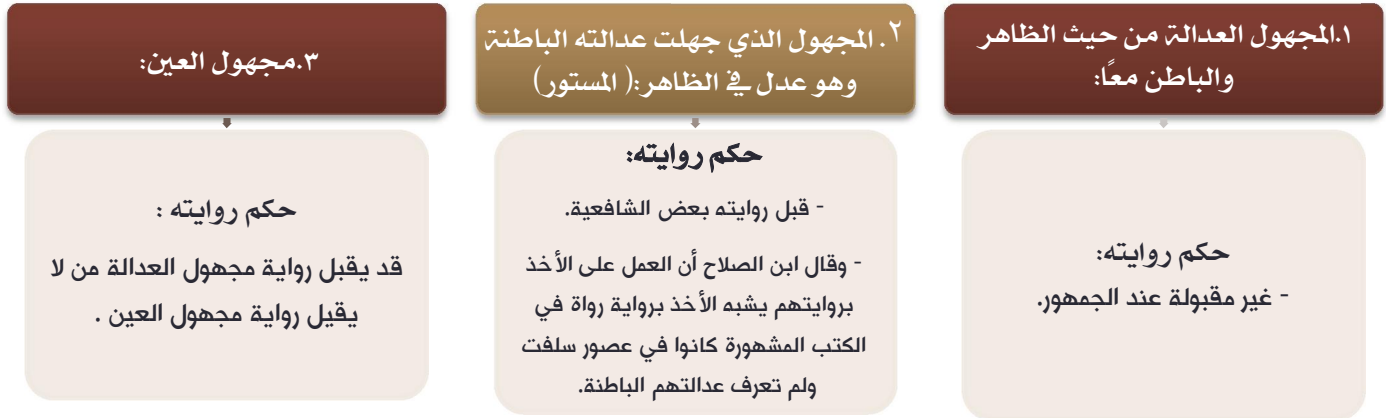 ١.المجهول العدالة من حيث الظاهر
والباطن معًا:
حكم روايته:
- غير مقبولة عند الجمهور.
٢. المجهول الذي جهلت عدالته الباطنة
وهو عدل في الظاهر:( المستور)
حكم روايته:
- قبل روايته بعض الشافعية.
- وقال ابن الصلاح أن العمل على الأخذ
بروايتهم يشبه الأخذ برواية رواة في
الكتب المشهورة كانوا في عصور سلفت
ولم تعرف عدالتهم الباطنة.
٣.مجهول العين:
حكم روايته :
قد يقبل رواية مجهول العدالة من لا
يقيل رواية مجهول العين .